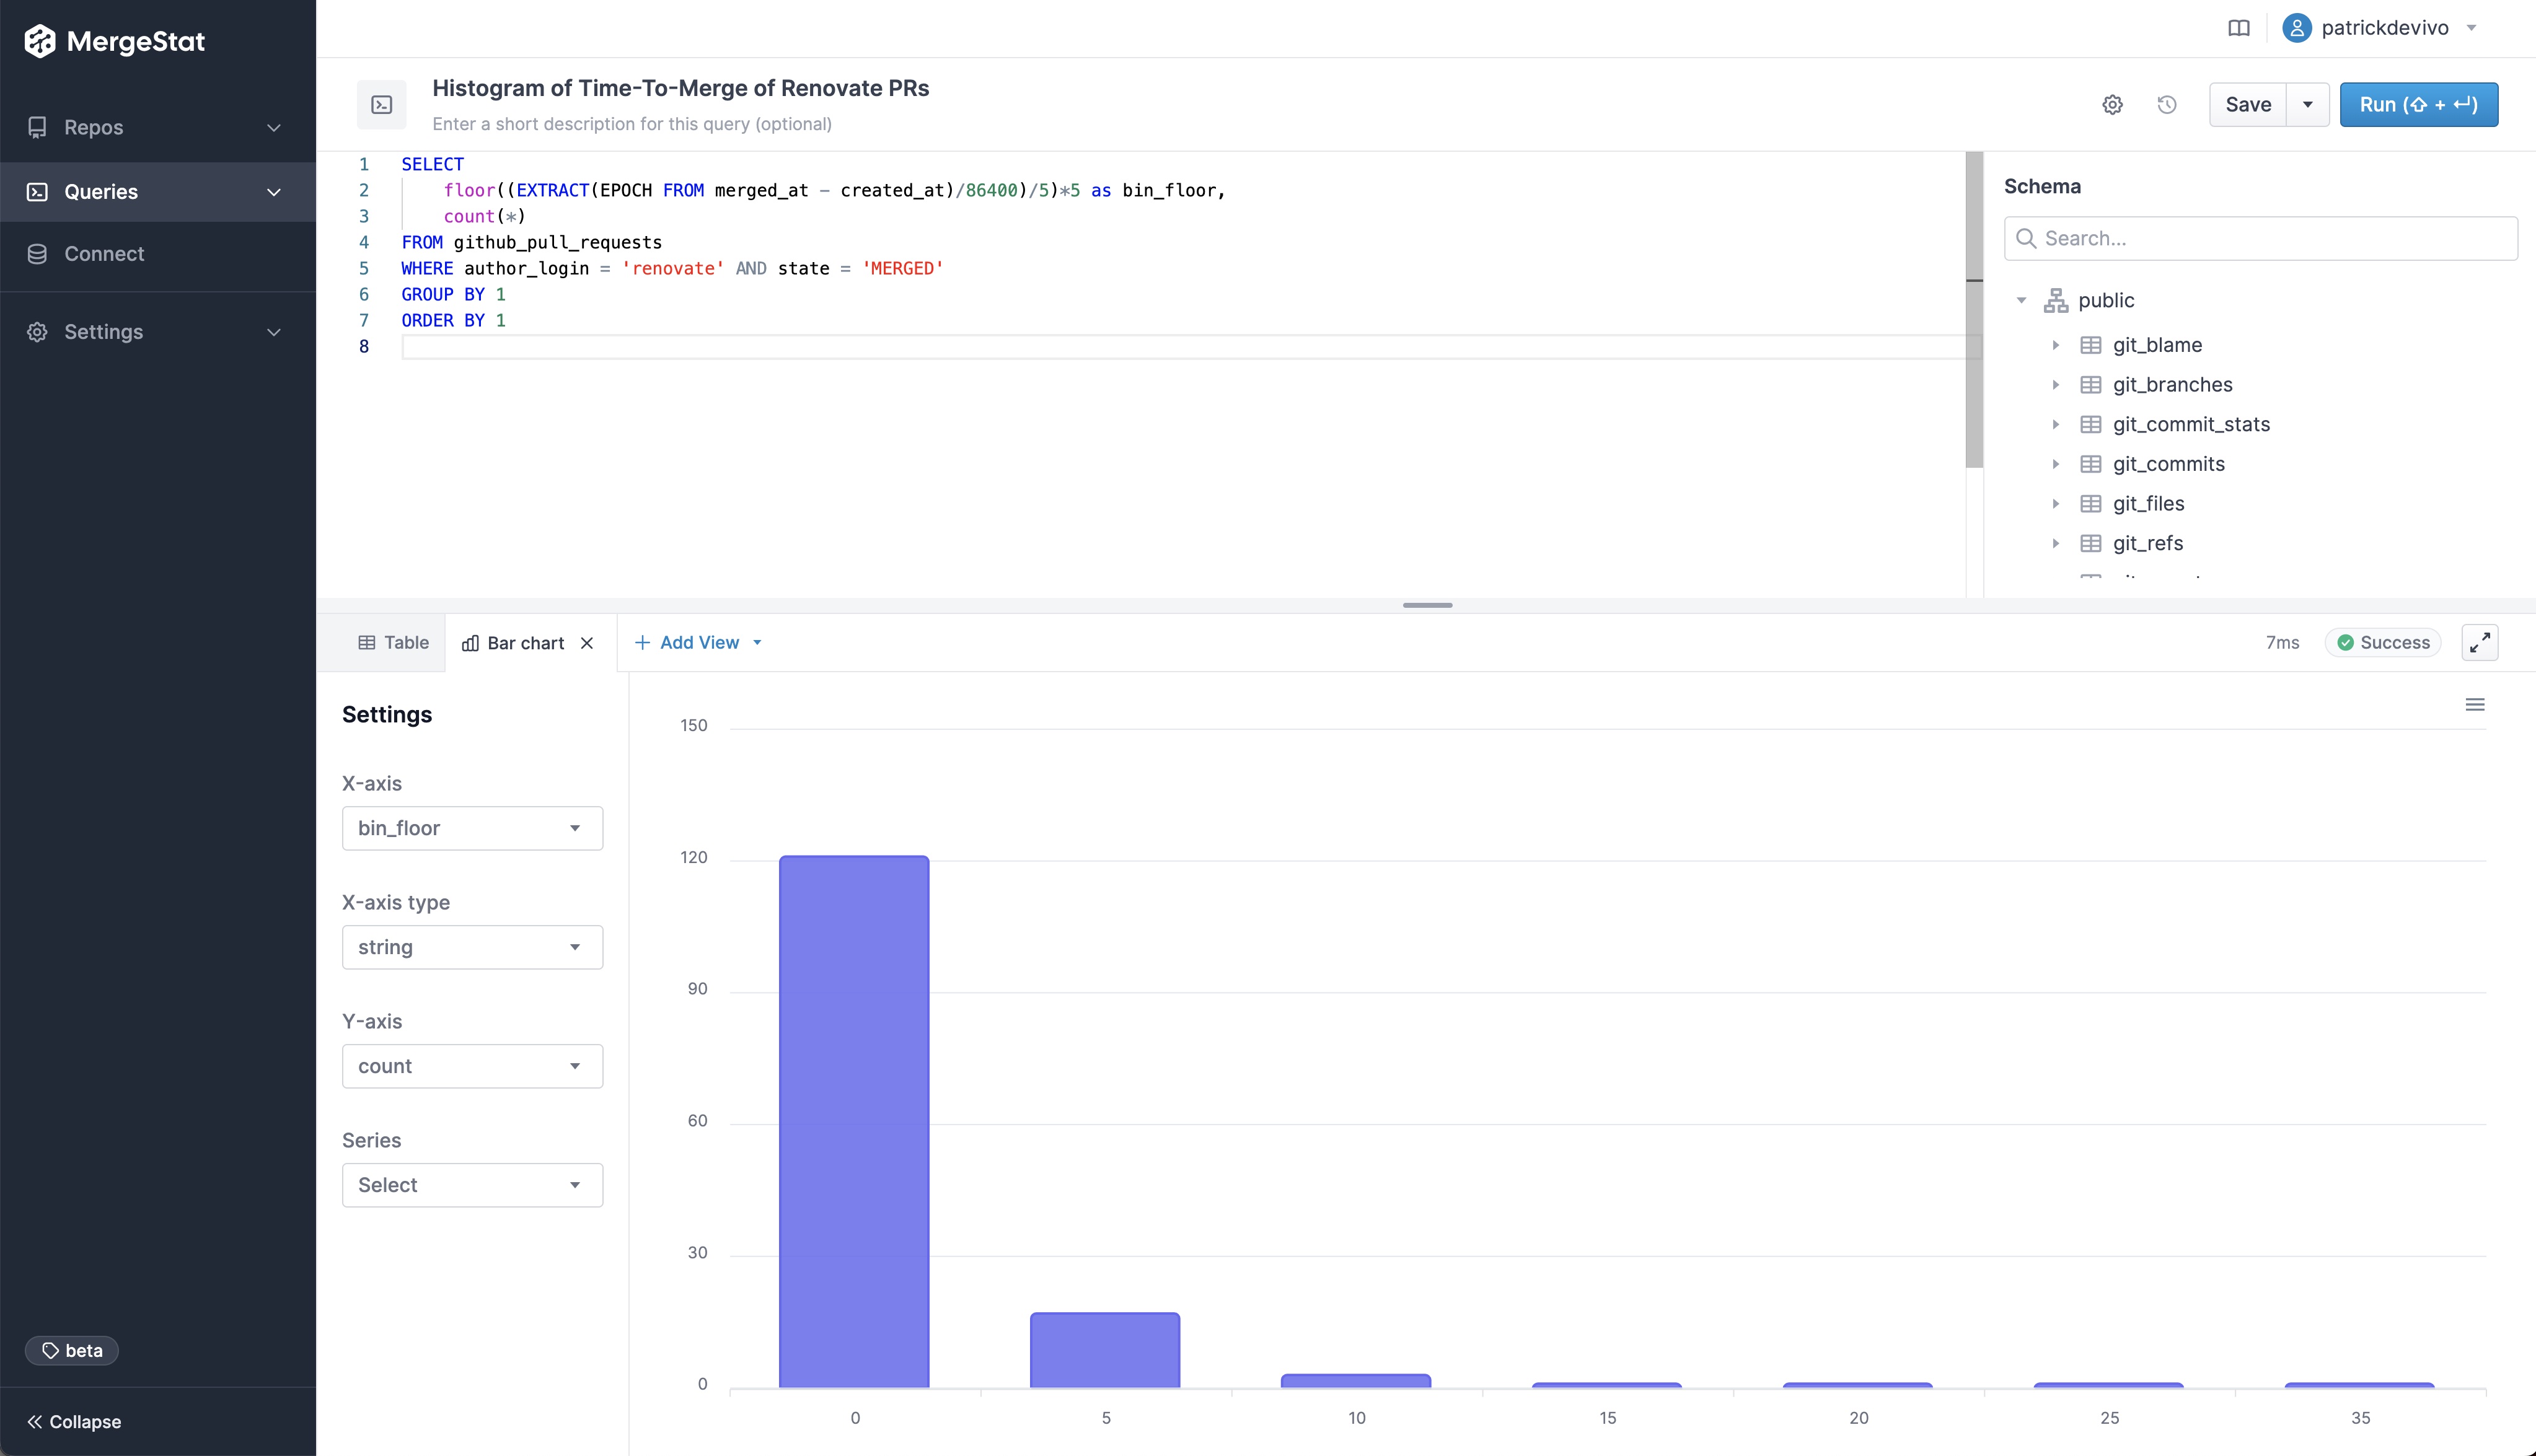 MergeStat
Repos
Queries
Connect
Settings
beta
Collapse
patrickdevivo
Histogram of Time-To-Merge of Renovate PRs
Enter a short description for this query (optional)
Save
Run (⇧ + ↵)
1 SELECT
2 floor((EXTRACT(EPOCH FROM merged_at - created_at)/86400)/5)*5 as bin_floor,
3 count(*)
4 FROM github_pull_requests
5 WHERE author_login = 'renovate' AND state = 'MERGED'
6 GROUP BY 1
7 ORDER BY 1
8
Schema
Search...
public
git_blame
git_branches
git_commit_stats
git_commits
git_files
git_refs
Table
Bar chart
Add View
7ms
Success
Settings
X-axis
bin_floor
X-axis type
string
Y-axis
count
Series
Select
150
120
90
60
30
0
0 5 10 15 20 25 35